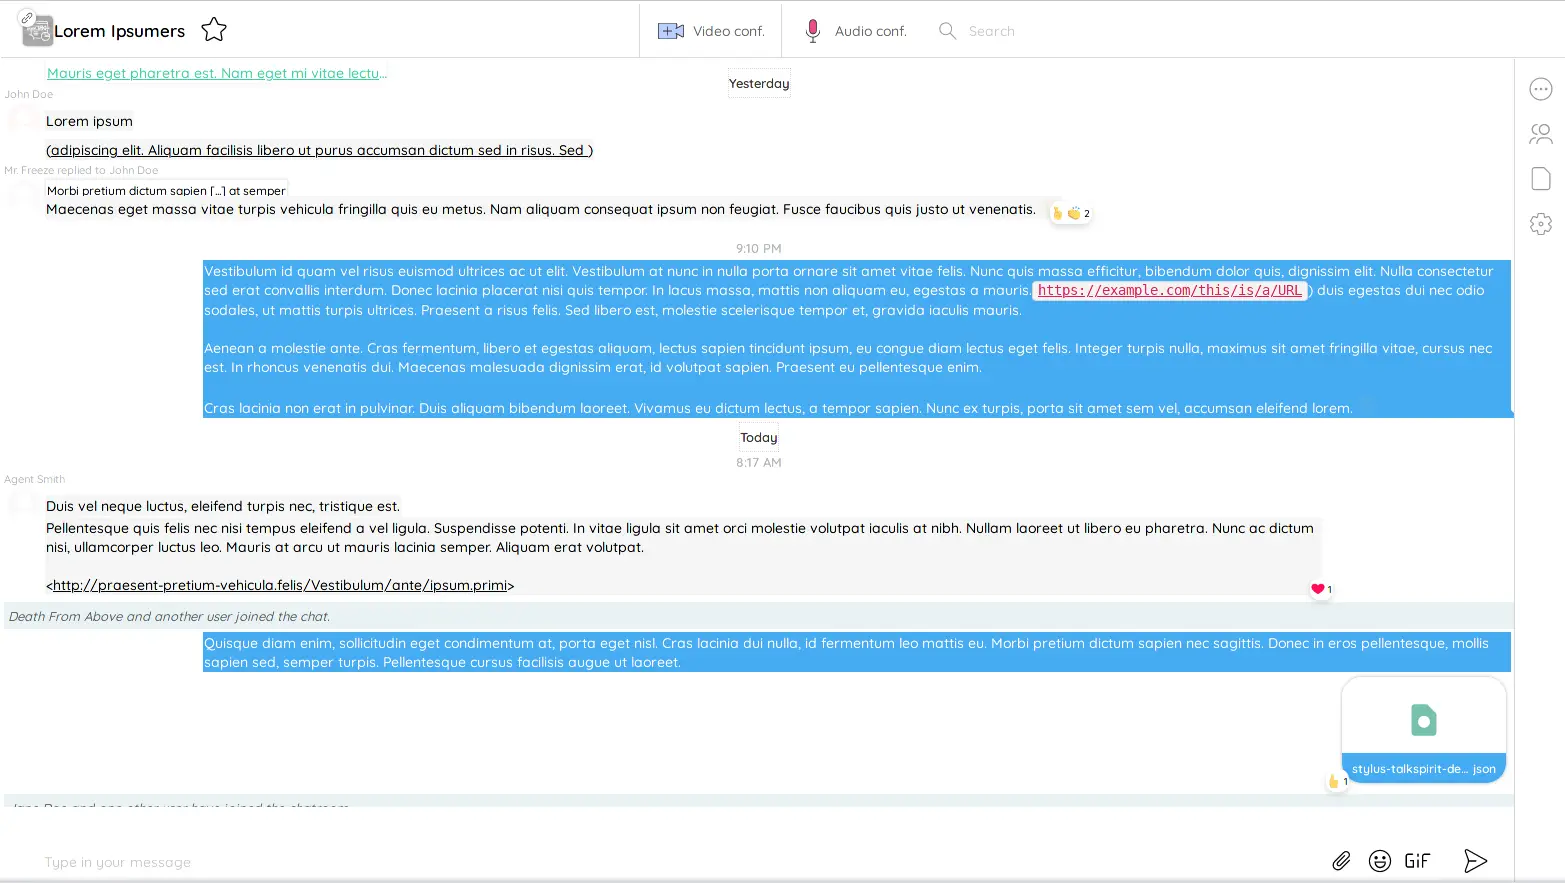 Lorem Ipsumers
Video conf.
Audio conf.
Search
Mauris eget pharetra est. Nam eget mi vitae lectu...
Yesterday
John Doe
Lorem ipsum
(adipiscing elit. Aliquam facilisis libero ut purus accumsan dictum sed in risus. Sed )
Mr. Freeze replied to John Doe
Morbi pretium dictum sapien [...] at semper
Maecenas eget massa vitae turpis vehicula fringilla quis eu metus. Nam aliquam consequat ipsum non feugiat. Fusce faucibus quis justo ut venenatis.
2
9:10 PM
Vestibulum id quam vel risus euismod ultrices ac ut elit. Vestibulum at nunc in nulla porta ornare sit amet vitae felis. Nunc quis massa efficitur, bibendum dolor quis, dignissim elit. Nulla consectetur
sed erat convallis interdum. Donec lacinia placerat nisi quis tempor. In lacus massa, mattis non aliquam eu, egestas a mauris. https://example.com/this/is/a/URL ) duis egestas dui nec odio
sodales, ut mattis turpis ultrices. Praesent a risus felis. Sed libero est, molestie scelerisque tempor et, gravida iaculis mauris.
Aenean a molestie ante. Cras fermentum, libero et egestas aliquam, lectus sapien tincidunt ipsum, eu congue diam lectus eget felis. Integer turpis nulla, maximus sit amet fringilla vitae, cursus nec
est. In rhoncus venenatis dui. Maecenas malesuada dignissim erat, id volutpat sapien. Praesent eu pellentesque enim.
Cras lacinia non erat in pulvinar. Duis aliquam bibendum laoreet. Vivamus eu dictum lectus, a tempor sapien. Nunc ex turpis, porta sit amet sem vel, accumsan eleifend lorem.
Today
8:17 AM
Agent Smith
Duis vel neque luctus, eleifend turpis nec, tristique est.
Pellentesque quis felis nec nisi tempus eleifend a vel ligula. Suspendisse potenti. In vitae ligula sit amet orci molestie volutpat iaculis at nibh. Nullam laoreet ut libero eu pharetra. Nunc ac dictum
nisi, ullamcorper luctus leo. Mauris at arcu ut mauris lacinia semper. Aliquam erat volutpat.
<http://praesent-pretium-vehicula.felis/Vestibulum/ante/ipsum.primi>
1
Death From Above and another user joined the chat.
Quisque diam enim, sollicitudin eget condimentum at, porta eget nisl. Cras lacinia dui nulla, id fermentum leo mattis eu. Morbi pretium dictum sapien nec sagittis. Donec in eros pellentesque, mollis
sapien sed, semper turpis. Pellentesque cursus facilisis augue ut laoreet.
stylus-talkspirit-de... json
1
Jane Doe and one other user have joined the chatroom
Type in your message
GIF